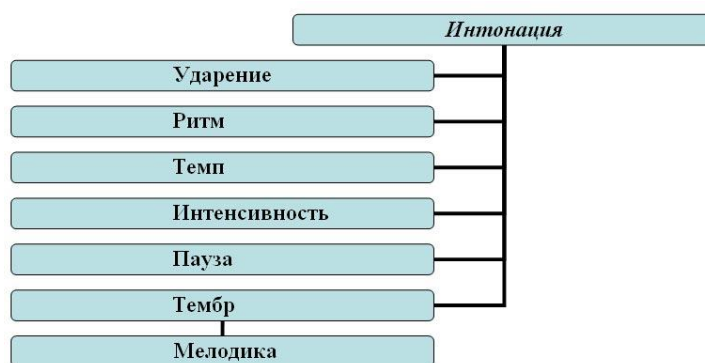 Интонация
Ударение
Ритм
Темп
Интенсивность
Пауза
Тембр
Мелодика